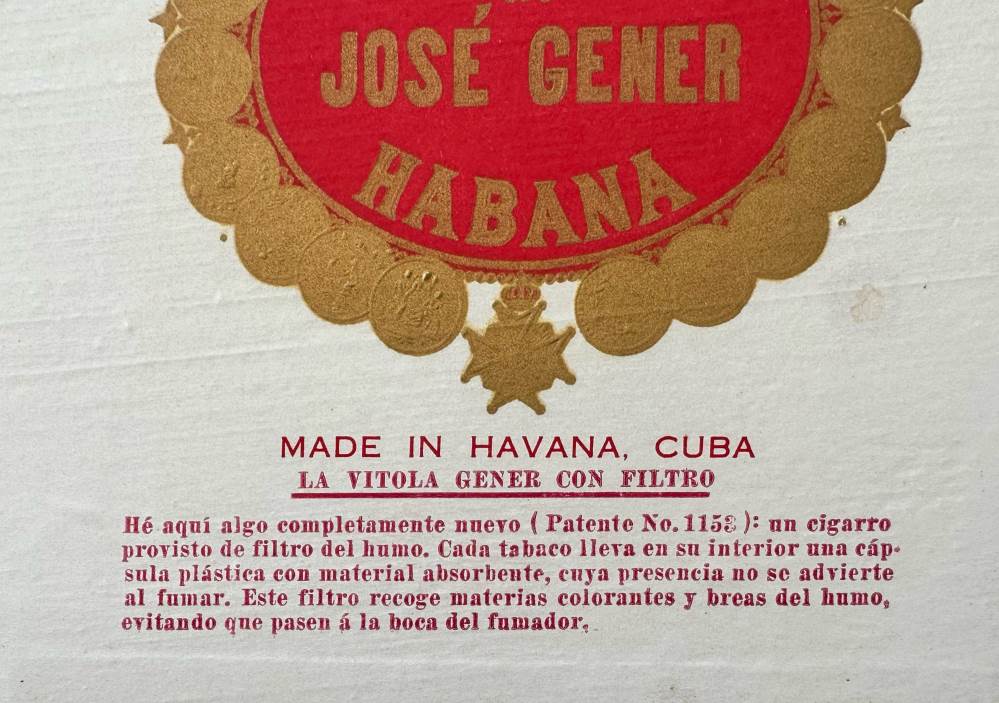 JOSÉ GENER
HABANA
MADE IN HAVANA, CUBA
LA VITOLA GENER CON FILTRO
Hé aquí algo completamente nuevo ( Patente No. ): un cigarro
provisto de filtro del humo. Cada tabaco lleva en su interior una cáp-
sula plástica con material absorbente, cuya presencia no se advierte
al fumar. Este filtro recoge materias colorantes y breas del humo,
evitando que pasen á la boca del fumador.